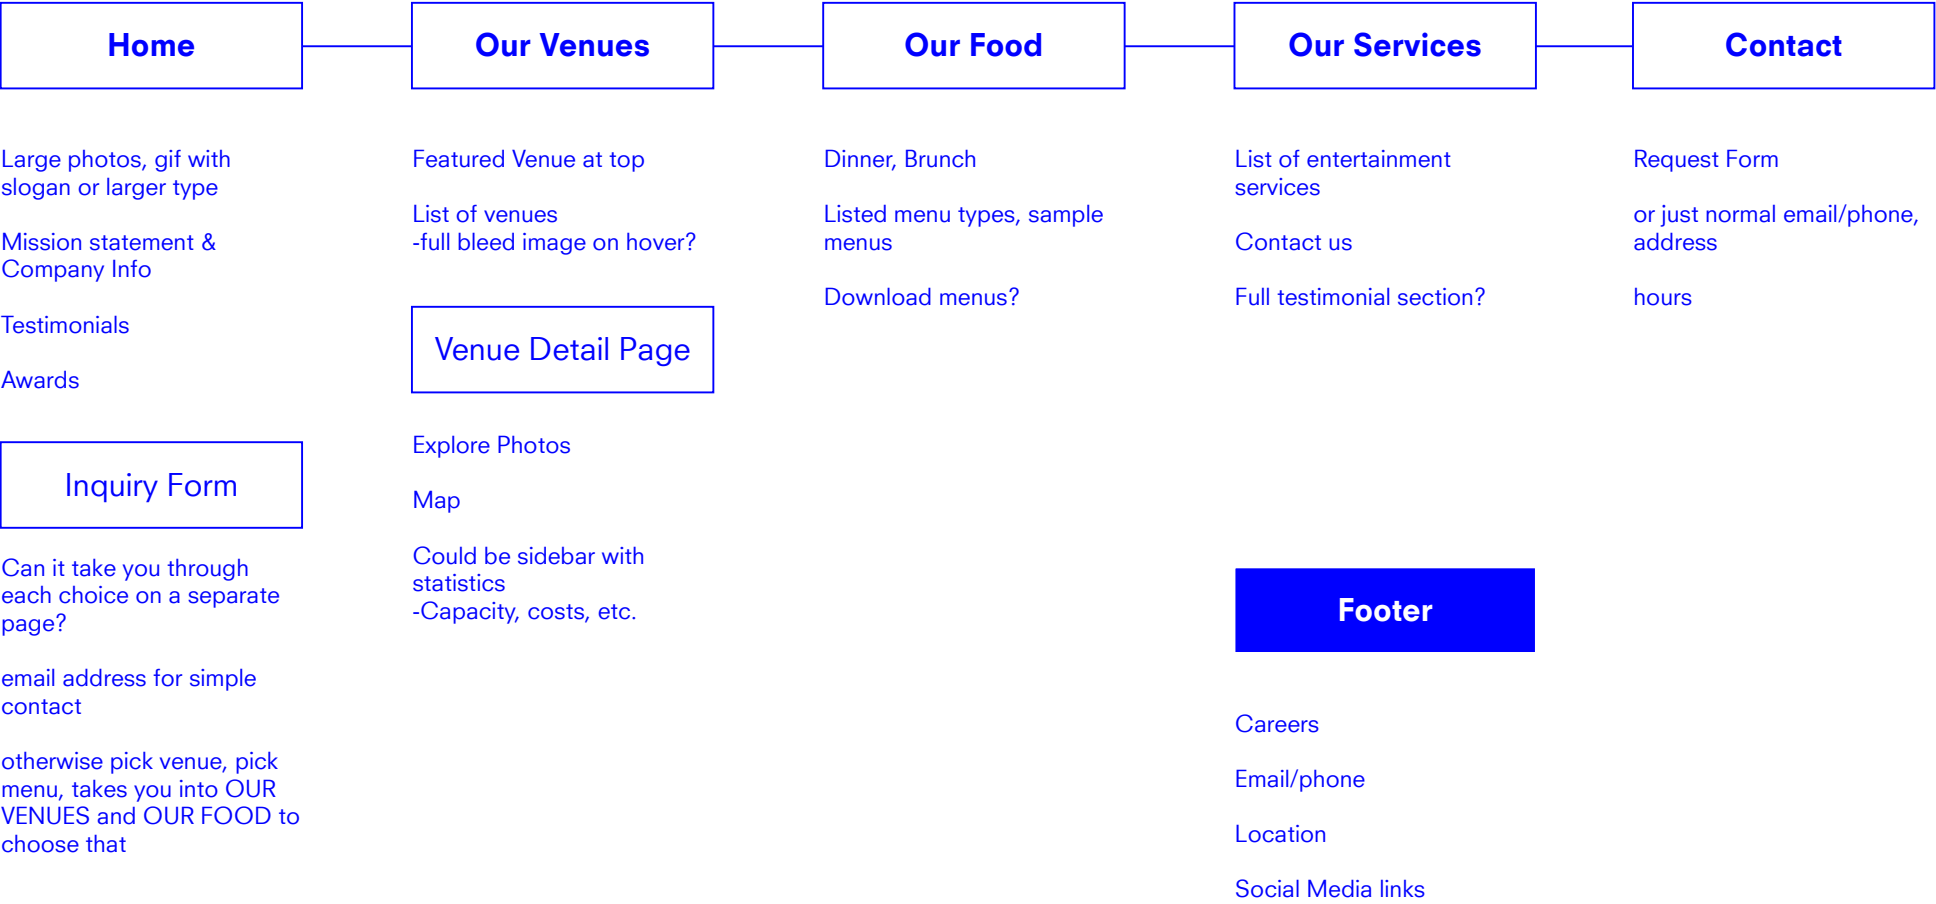 Home
Our Venues
Our Food
Our Services
Contact
Large photos, gif with
slogan or larger type
Mission statement &
Company Info
Testimonials
Awards
Inquiry Form
Can it take you through
each choice on a separate
page?
email address for simple
contact
otherwise pick venue, pick
menu, takes you into OUR
VENUES and OUR FOOD to
choose that
Featured Venue at top
List of venues
-full bleed image on hover?
Venue Detail Page
Explore Photos
Map
Could be sidebar with
statistics
-Capacity, costs, etc.
Dinner, Brunch
Listed menu types, sample
menus
Download menus?
List of entertainment
services
Contact us
Full testimonial section?
Footer
Careers
Email/phone
Location
Social Media links
Request Form
or just normal email/phone,
address
hours